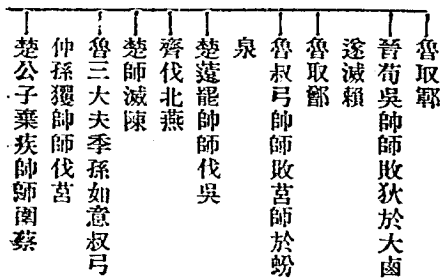 魯取鄆
晉荀吳帥師敗狄於大鹵
遂滅賴
魯取鄫
魯叔弓帥師敗莒師於蚡
泉
楚薳罷帥師伐吳
齊伐北燕
楚師滅陳
魯三大夫季孫如意叔弓
仲孫貜帥師伐莒
楚公子棄疾帥師圍蔡